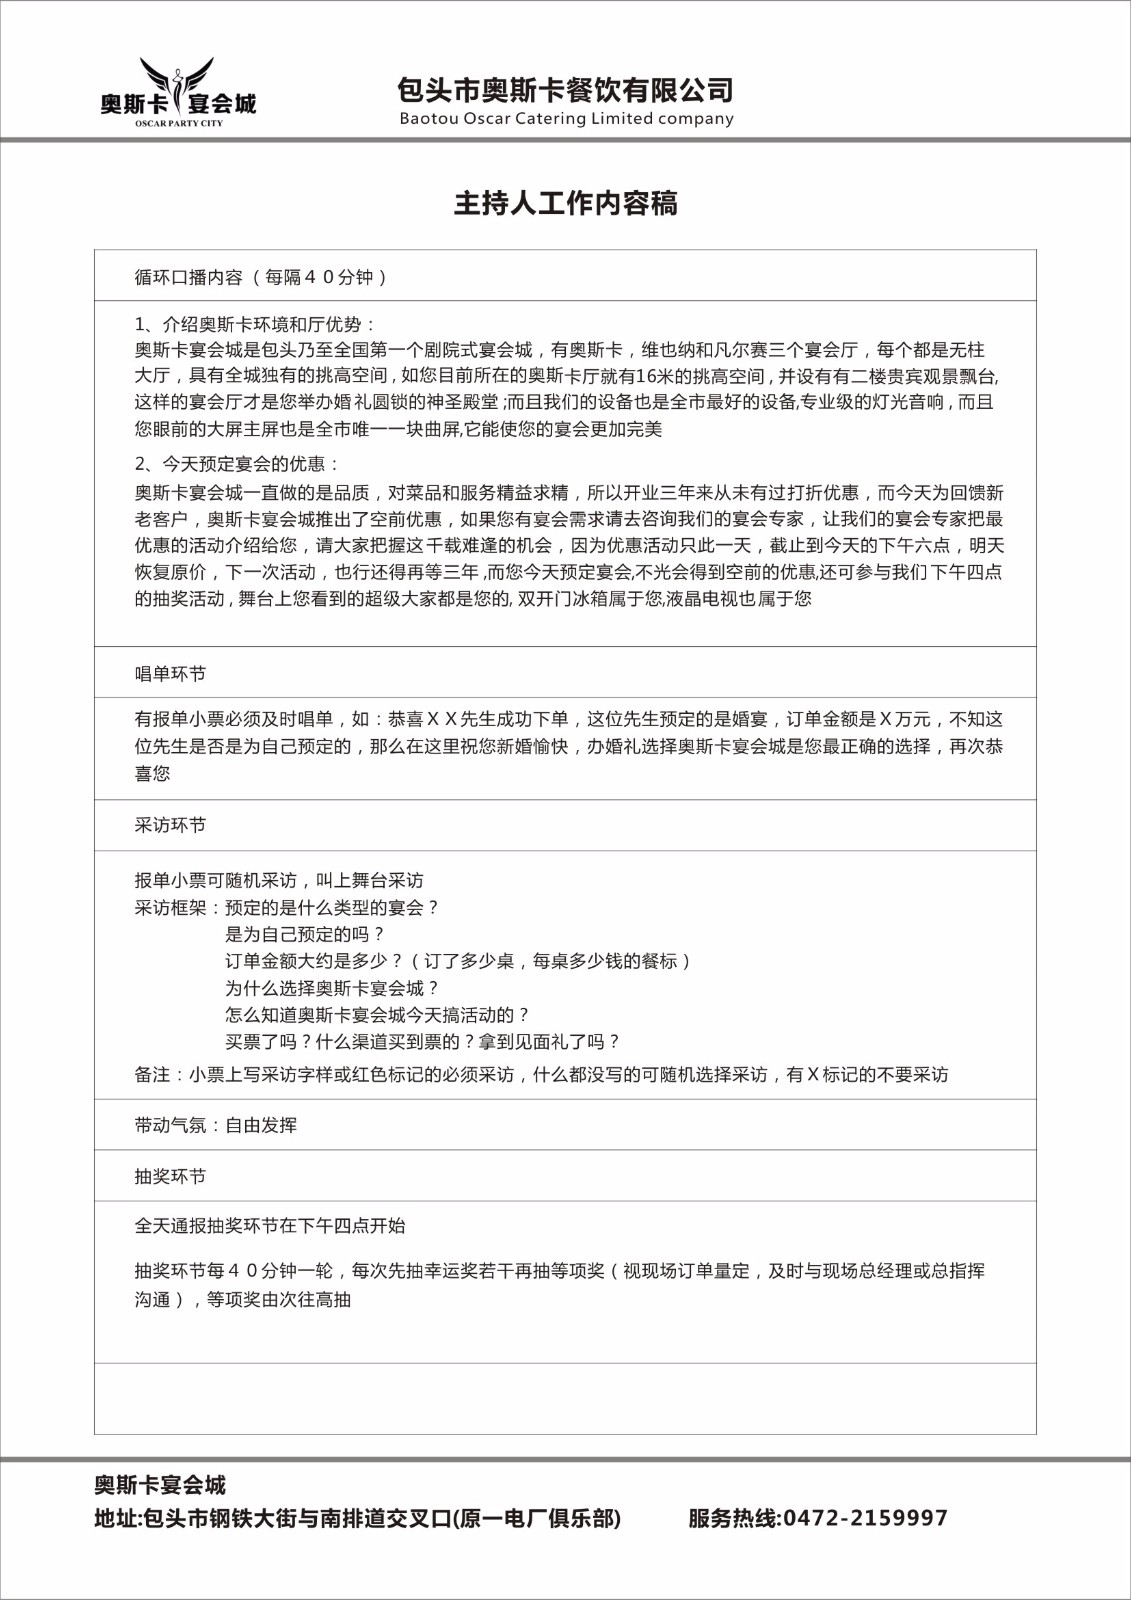 奥斯卡宴会城
OSCAR PARTY CITY
包头市奥斯卡餐饮有限公司
Baotou Oscar Catering Limited company
主持人工作内容稿
循环口播内容（每隔４０分钟）
1、介绍奥斯卡环境和厅优势：
奥斯卡宴会城是包头乃至全国第一个剧院式宴会城，有奥斯卡，维也纳和凡尔赛三个宴会厅，每个都是无柱
大厅，具有全城独有的挑高空间，如您目前所在的奥斯卡厅就有16米的挑高空间，并设有有二楼贵宾观景飘台,
这样的宴会厅才是您举办婚礼圆锁的神圣殿堂;而且我们的设备也是全市最好的设备,专业级的灯光音响，而且
您眼前的大屏主屏也是全市唯一一块曲屏,它能使您的宴会更加完美
2、今天预定宴会的优惠：
奥斯卡宴会城一直做的是品质，对菜品和服务精益求精，所以开业三年来从未有过打折优惠，而今天为回馈新
老客户，奥斯卡宴会城推出了空前优惠，如果您有宴会需求请去咨询我们的宴会专家，让我们的宴会专家把最
优惠的活动介绍给您，请大家把握这千载难逢的机会，因为优惠活动只此一天，截止到今天的下午六点，明天
恢复原价，下一次活动，也行还得再等三年,而您今天预定宴会,不光会得到空前的优惠,还可参与我们下午四点
的抽奖活动，舞台上您看到的超级大家都是您的,双开门冰箱属于您,液晶电视也属于您
唱单环节
有报单小票必须及时唱单，如：恭喜ＸＸ先生成功下单，这位先生预定的是婚宴，订单金额是Ｘ万元，不知这
位先生是否是为自己预定的，那么在这里祝您新婚愉快，办婚礼选择奥斯卡宴会城是您最正确的选择，再次恭
喜您
采访环节
报单小票可随机采访，叫上舞台采访
采访框架：预定的是什么类型的宴会？
是为自己预定的吗？
订单金额大约是多少？（订了多少桌，每桌多少钱的餐标）
为什么选择奥斯卡宴会城？
怎么知道奥斯卡宴会城今天搞活动的？
买票了吗？什么渠道买到票的？拿到见面礼了吗？
备注：小票上写采访字样或红色标记的必须采访，什么都没写的可随机选择采访，有Ｘ标记的不要采访
带动气氛：自由发挥
抽奖环节
全天通报抽奖环节在下午四点开始
抽奖环节每４０分钟一轮，每次先抽幸运奖若干再抽等项奖（视现场订单量定，及时与现场总经理或总指挥
沟通），等项奖由次往高抽
奥斯卡宴会城
地址:包头市钢铁大街与南排道交叉口(原一电厂俱乐部) 服务热线:0472-2159997